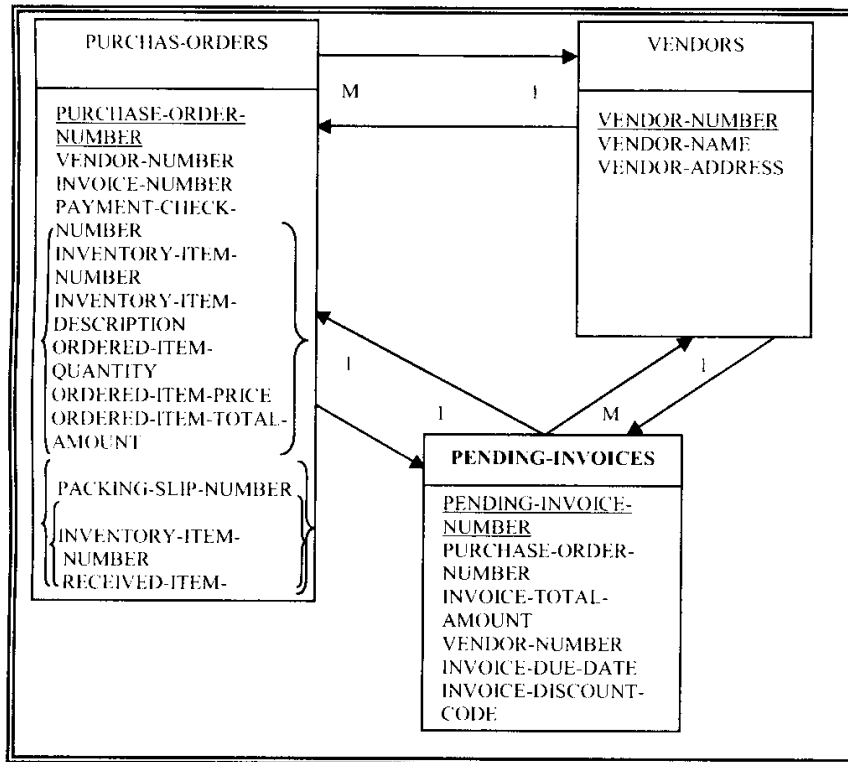 PURCHAS-ORDERS
PURCHASE-ORDER-
NUMBER
VENDOR-NUMBER
INVOICE-NUMBER
PAYMENT-CHECK-
NUMBER
INVENTORY-ITEM-
NUMBER
INVENTORY-ITEM-
DESCRIPTION
ORDERED-ITEM-
QUANTITY
ORDERED-ITEM-PRICE
ORDERED-ITEM-TOTAL-
AMOUNT
PACKING-SLIP-NUMBER
INVENTORY-ITEM-
NUMBER
RECEIVED-ITEM-
M 1
VENDORS
VENDOR-NUMBER
VENDOR-NAME
VENDOR-ADDRESS
1
1
1
M
PENDING-INVOICES
PENDING-INVOICE-
NUMBER
PURCHASE-ORDER-
NUMBER
INVOICE-TOTAL-
AMOUNT
VENDOR-NUMBER
INVOICE-DUE-DATE
INVOICE-DISCOUNT-
CODE